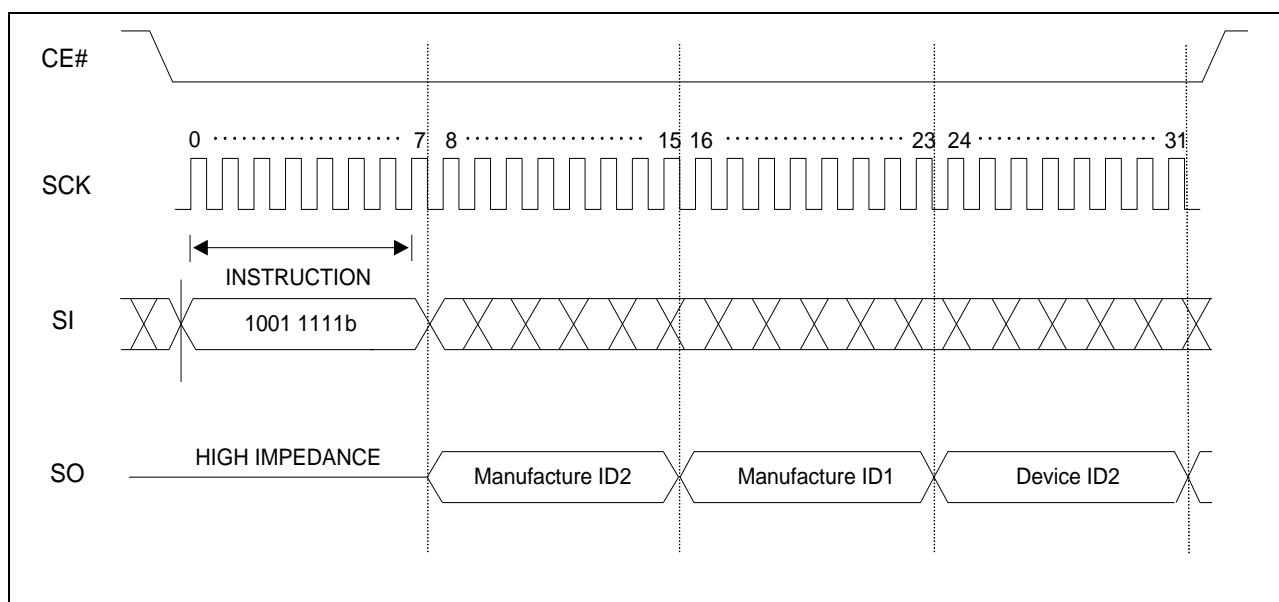 CE#
0 ................... 7 8 ................... 15 16 ................... 23 24 ................... 31
SCK
INSTRUCTION
SI
1001 1111b
SO
HIGH IMPEDANCE
Manufacture ID2
Manufacture ID1
Device ID2